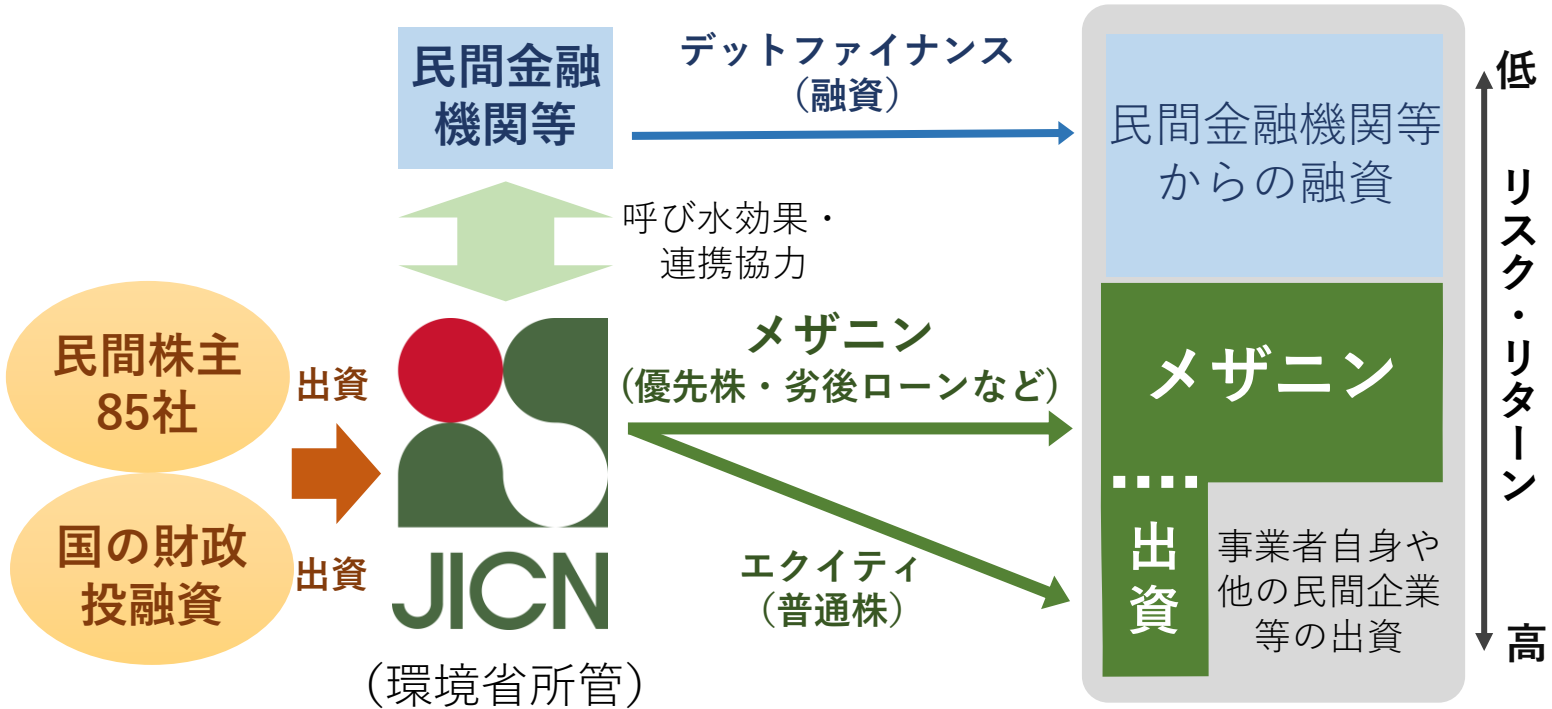 民間金融
機関等
デットファイナンス
（融資）
民間金融機関等
からの融資
低
リスク・リターン
高
呼び水効果・
連携協力
民間株主
85社
出資
国の財政
投融資
出資
JICN
（環境省所管）
メザニン
(優先株・劣後ローンなど)
エクイティ
（普通株）
メザニン
出資
事業者自身や
他の民間企業
等の出資